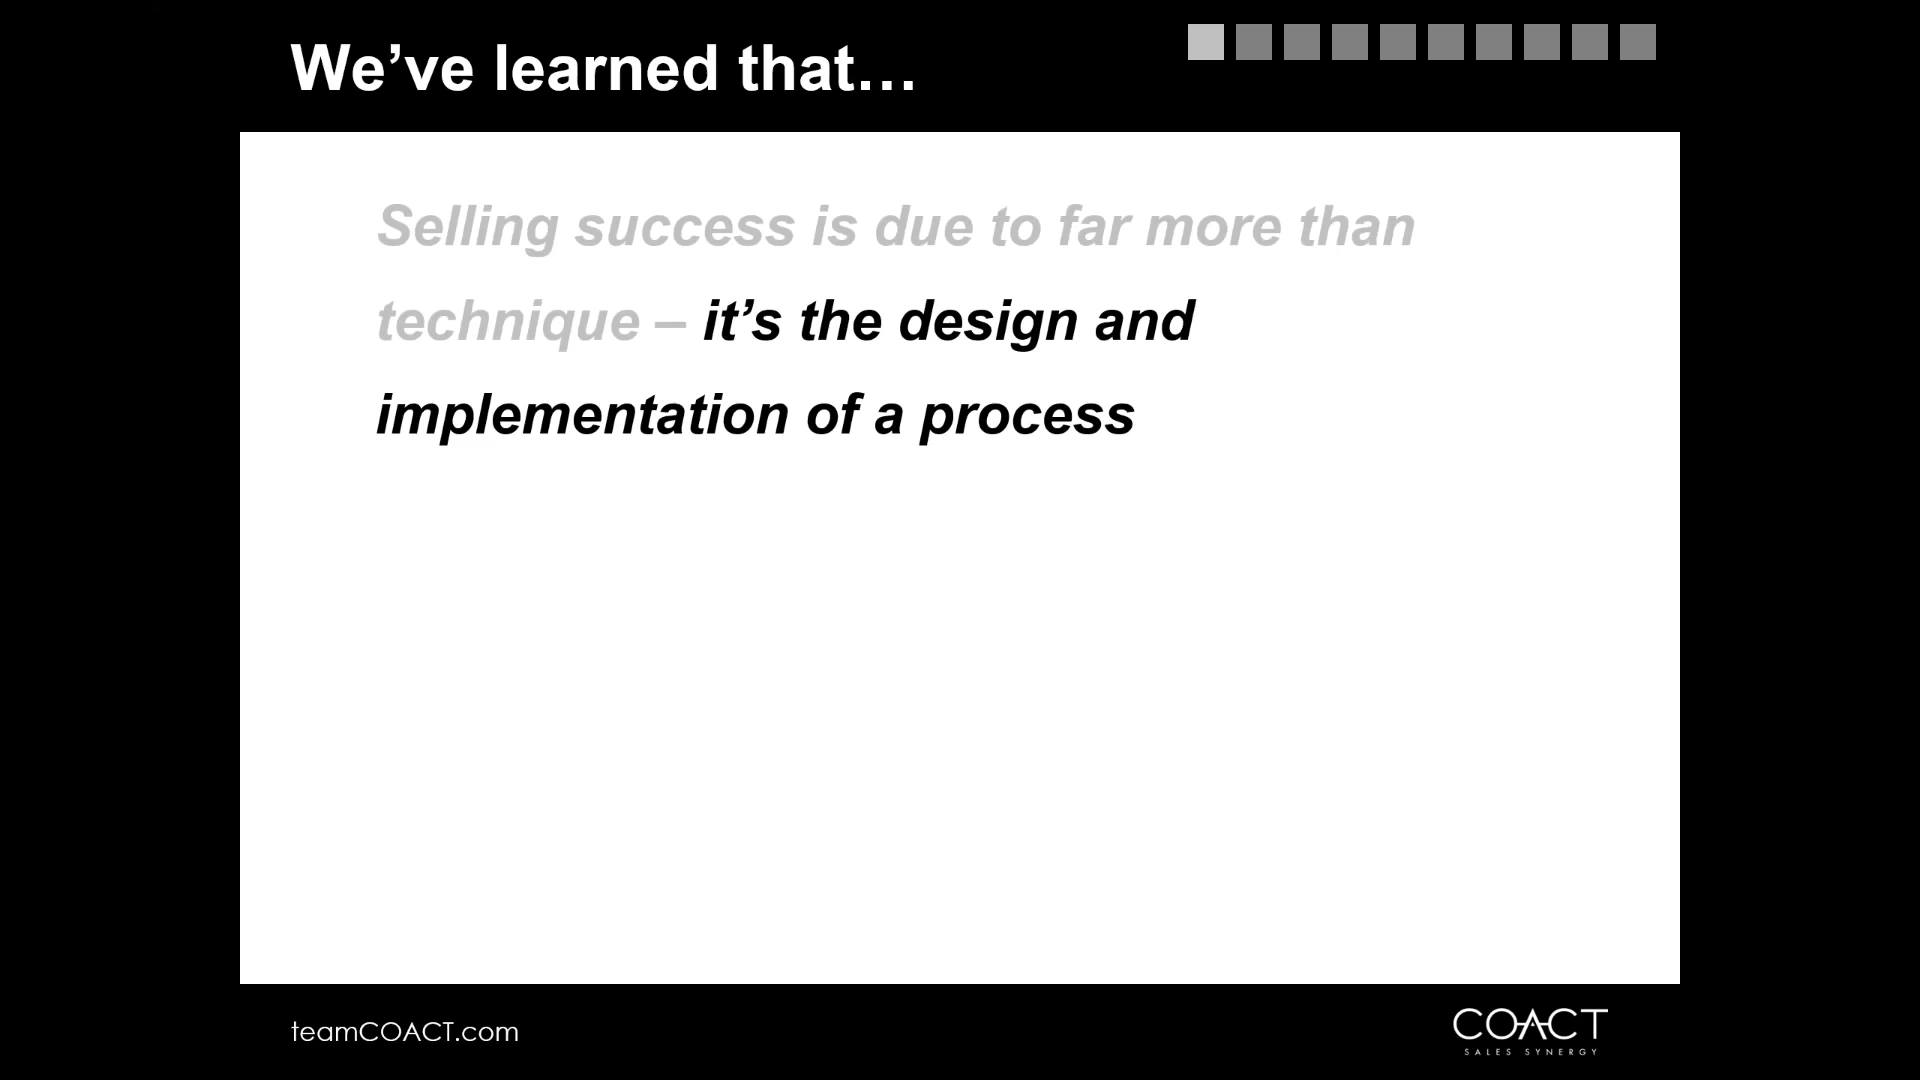 We’ve learned that…
Selling success is due to far more than
technique – it’s the design and
implementation of a process
teamCOACT.com
COACT
SALES SYNERGY